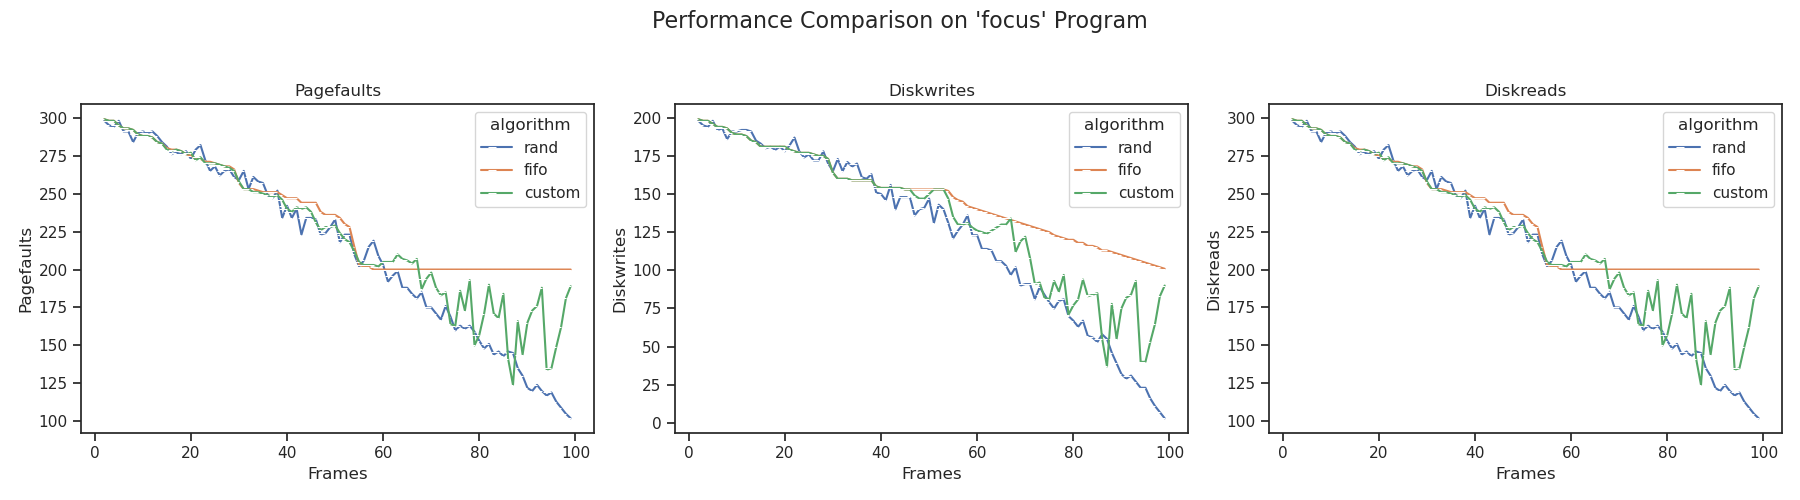 Performance Comparison on 'focus' Program
Pagefaults
300
275
250
225
200
175
150
125
100
Pagefaults
0 20 40 60 80 100
Frames
algorithm
rand
fifo
custom
Diskwrites
200
175
150
125
100
75
50
25
0
Diskwrites
0 20 40 60 80 100
Frames
algorithm
rand
fifo
custom
Diskreads
300
275
250
225
200
175
150
125
100
Diskreads
0 20 40 60 80 100
Frames
algorithm
rand
fifo
custom